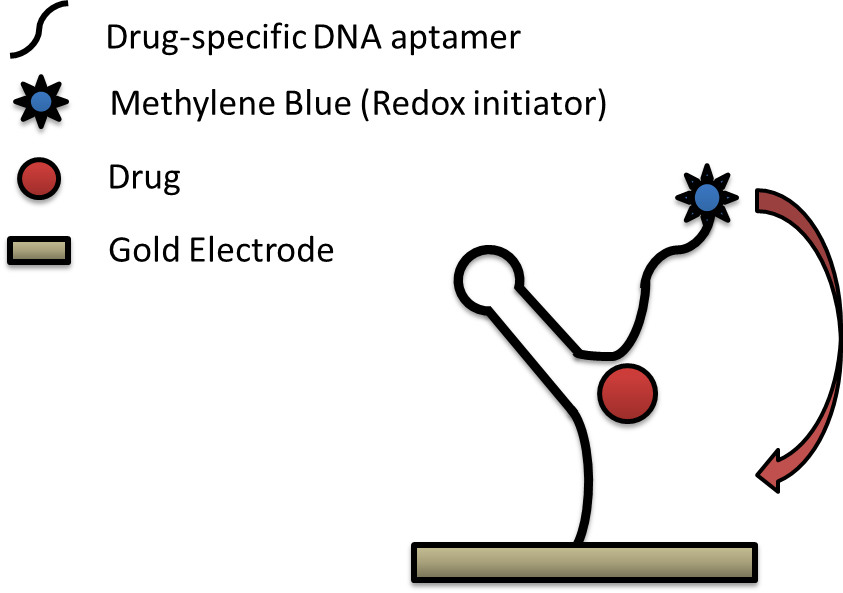 Drug-specific DNA aptamer
Methylene Blue (Redox initiator)
Drug
Gold Electrode